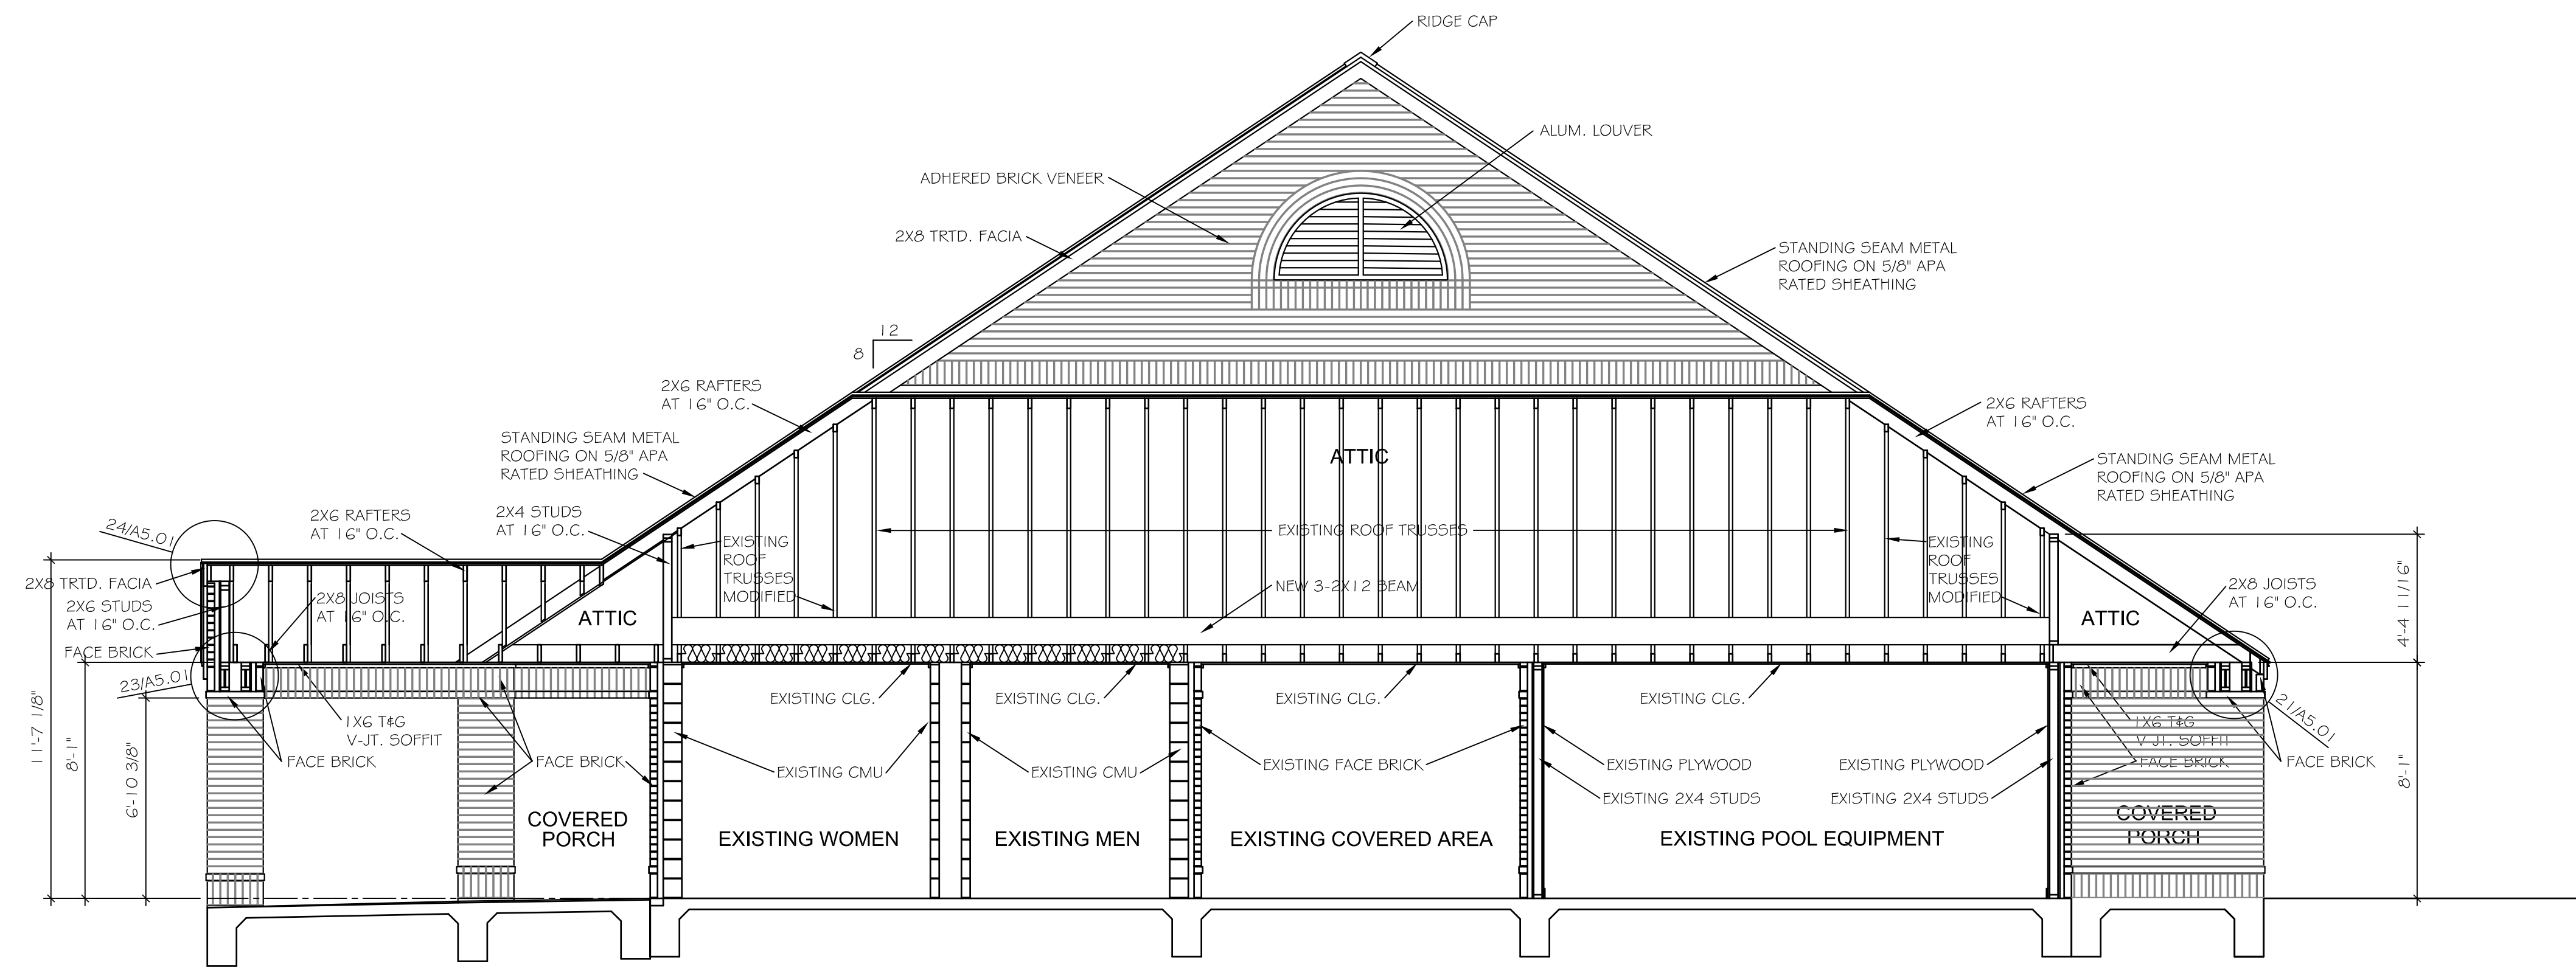 RIDGE CAP
ALUM. LOUVER
ADHERED BRICK VENEER
2X8 TRTD. FACIA
STANDING SEAM METAL
ROOFING ON 5/8" APA
RATED SHEATHING
12
8
2X6 RAFTERS
AT 16" O.C.
2X6 RAFTERS
AT 16" O.C.
STANDING SEAM METAL
ROOFING ON 5/8" APA
RATED SHEATHING
ATTIC
STANDING SEAM METAL
ROOFING ON 5/8" APA
RATED SHEATHING
24/A5.01
2X6 RAFTERS
AT 16" O.C.
2X4 STUDS
AT 16" O.C.
EXISTING
ROOF
TRUSSES
MODIFIED
EXISTING ROOF TRUSSES
EXISTING
ROOF
TRUSSES
MODIFIED
2X8 TRTD. FACIA
2X6 STUDS
AT 16" O.C.
2X8 JOISTS
AT 16" O.C.
NEW 3-2X12 BEAM
2X8 JOISTS
AT 16" O.C.
ATTIC
ATTIC
4'-4 11/16"
FACE BRICK
23/A5.01
EXISTING CLG.
EXISTING CLG.
EXISTING CLG.
EXISTING CLG.
21/A5.01
11'-7 1/8"
8'-1"
6'-10 3/8"
1X6 T&G
V-JT. SOFFIT
1X6 T&G
V-JT. SOFFIT
FACE BRICK
FACE BRICK
EXISTING CMU
EXISTING CMU
EXISTING FACE BRICK
EXISTING PLYWOOD
EXISTING PLYWOOD
FACE BRICK
FACE BRICK
8'-1"
EXISTING 2X4 STUDS
EXISTING 2X4 STUDS
COVERED
PORCH
EXISTING WOMEN
EXISTING MEN
EXISTING COVERED AREA
EXISTING POOL EQUIPMENT
COVERED
PORCH